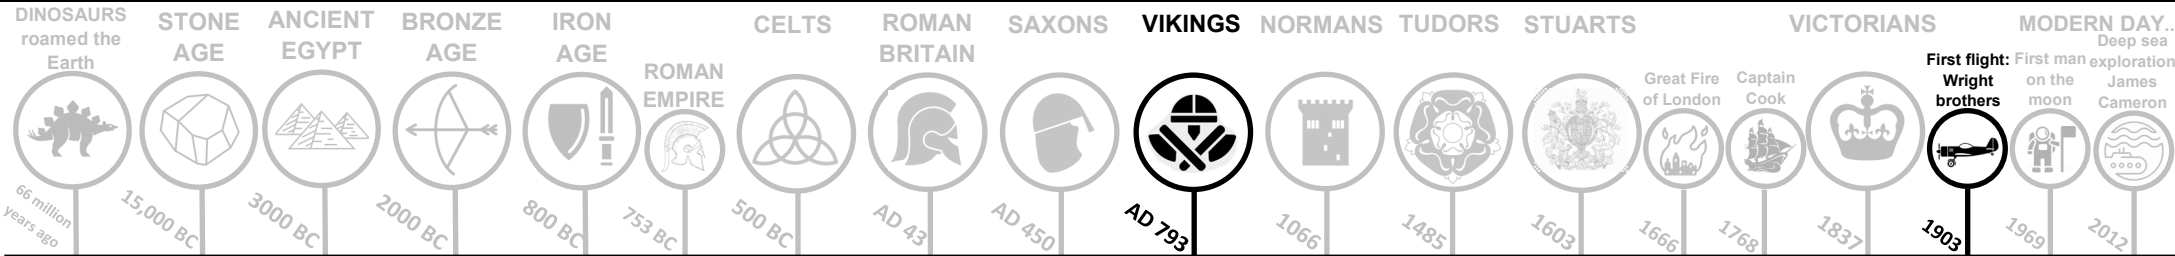 DINOSAURS
roamed the
Earth
STONE
AGE
ANCIENT
EGYPT
BRONZE
AGE
IRON
AGE
ROMAN
EMPIRE
CELTS
ROMAN
BRITAIN
SAXONS
VIKINGS
NORMANS
TUDORS
STUARTS
Great Fire
of London
Captain
Cook
VICTORIANS
First flight:
Wright
brothers
MODERN DAY..
First man
on the
moon
Deep sea
exploration
James
Cameron
66 million
years ago
15,000 BC
3000 BC
2000 BC
800 BC
753 BC
500 BC
AD 43
AD 450
AD 793
1066
1485
1603
1666
1768
1837
1903
1969
2012